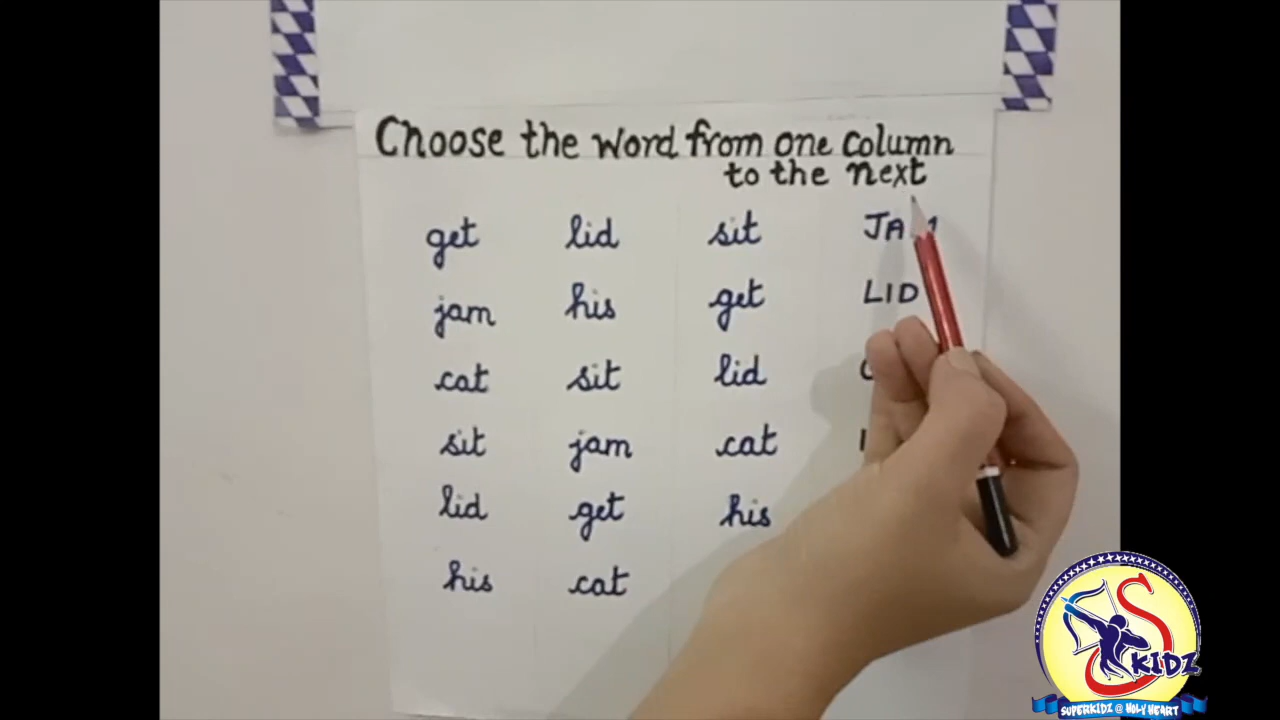 Choose the word from one column
to the next
get lid sit
jam his get LID
cat sit lid
sit jam cat
lid get his
his cat
S
KIDZ
SUPERKIDZ @ HOLY HEART